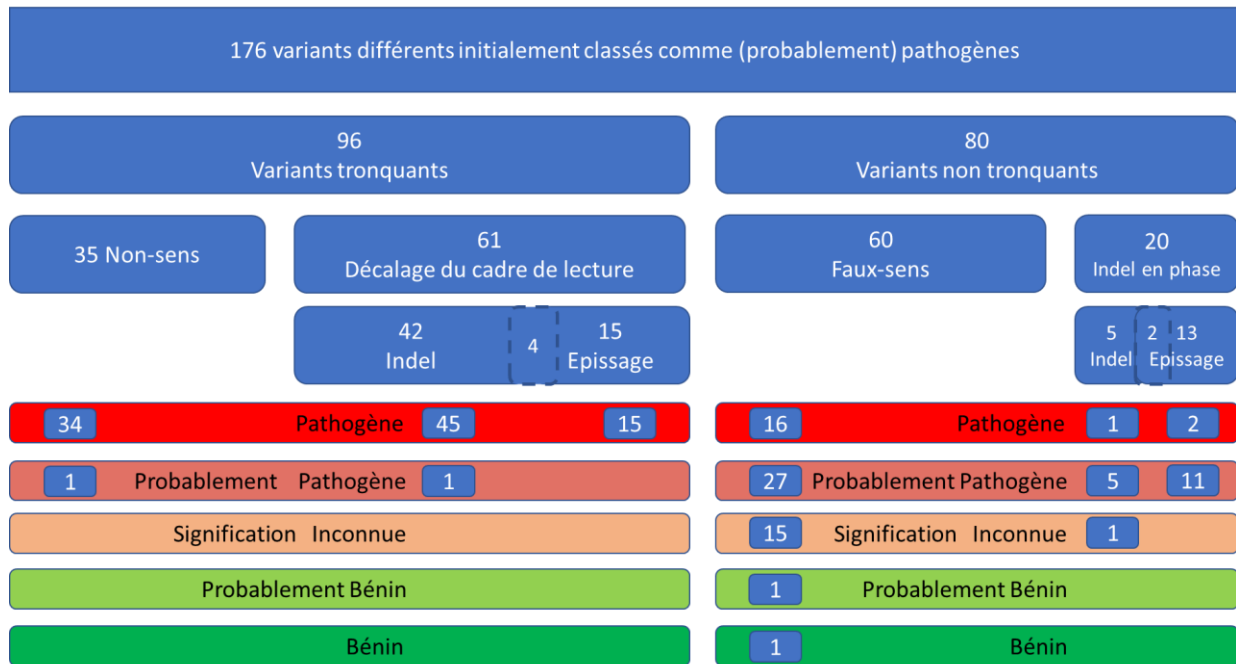 176 variants différents initialement classés comme (probablement) pathogènes
96
Variants tronquants
80
Variants non tronquants
35 Non-sens
61
Décalage du cadre de lecture
60
Faux-sens
20
Indel en phase
42
Indel
4
15
Epissage
5
Indel
2
13
Epissage
34 Pathogène 45 15
16 Pathogène 1 2
1 Probablement Pathogène 1
27 Probablement Pathogène 5 11
Signification Inconnue
15 Signification Inconnue 1
Probablement Bénin
1 Probablement Bénin
Bénin
1 Bénin